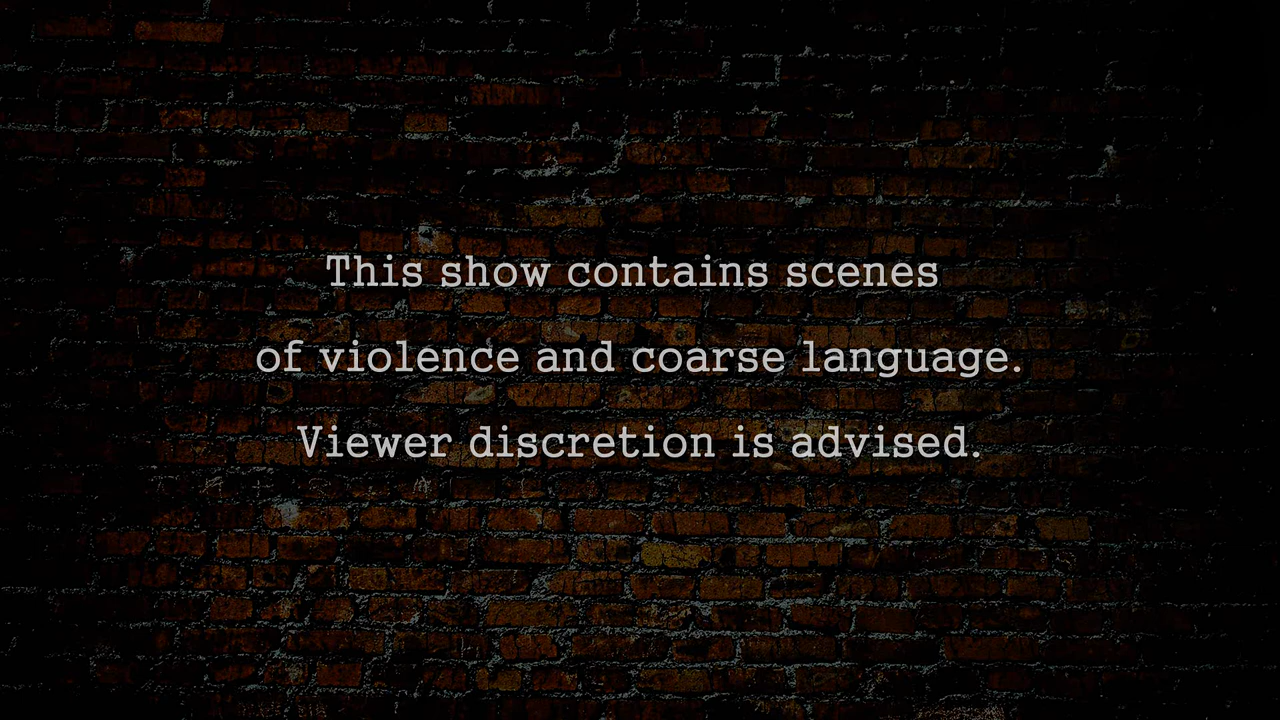 This show contains scenes
of violence and coarse language.
Viewer discretion is advised.